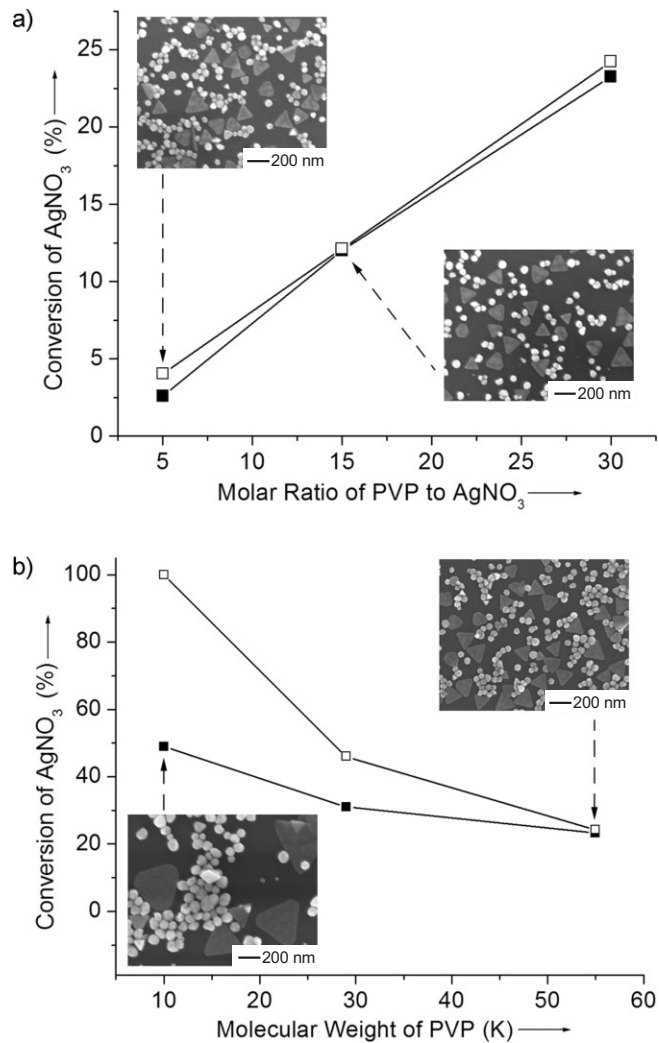 a)
Conversion of AgNO3 (%)
25
20
15
10
5
0
200 nm
200 nm
5 10 15 20 25 30
Molar Ratio of PVP to AgNO3
b)
Conversion of AgNO3 (%)
100
80
60
40
20
0
200 nm
200 nm
10 20 30 40 50 60
Molecular Weight of PVP (K)